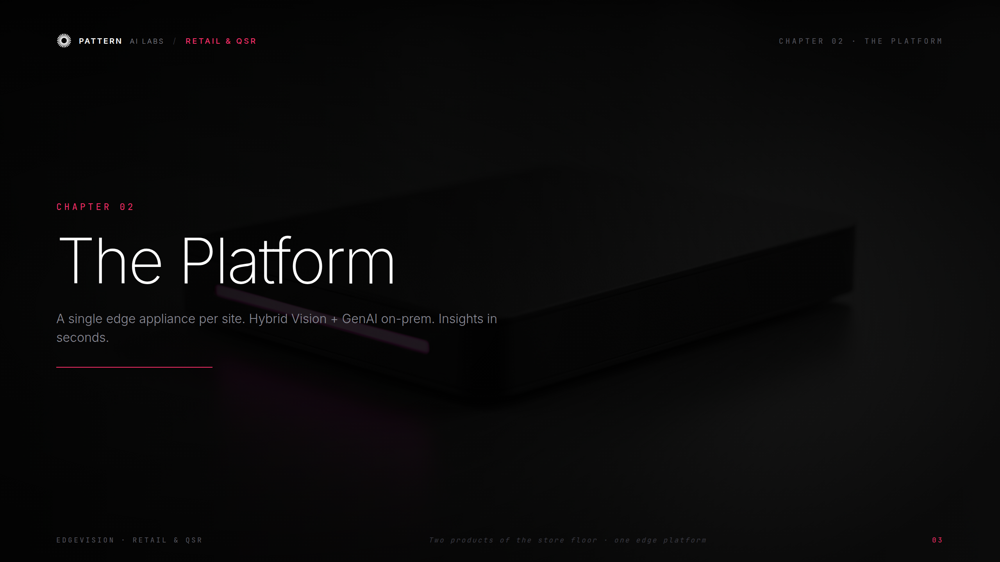 PATTERN AI LABS / RETAIL & QSR
CHAPTER 02 · THE PLATFORM
CHAPTER 02
The Platform
A single edge appliance per site. Hybrid Vision + GenAI on-prem. Insights in
seconds.
EDGEVISION · RETAIL & QSR
Two products of the store floor · one edge platform
03